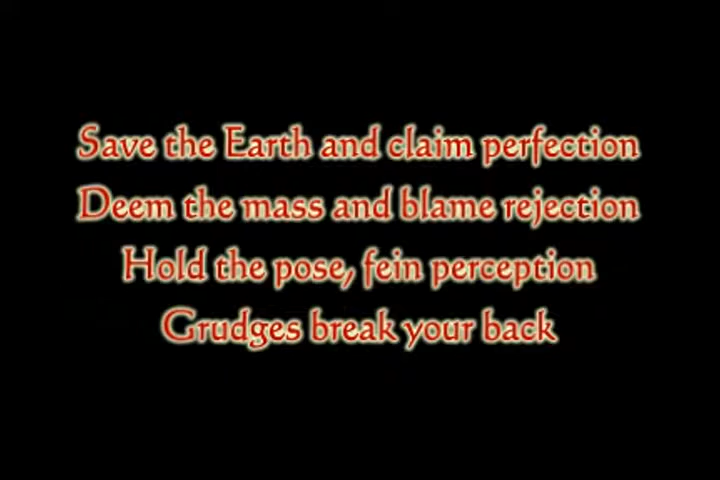 Save the Earth and claim perfection
Deem the mass and blame rejection
Hold the pose, fein perception
Grudges break your back